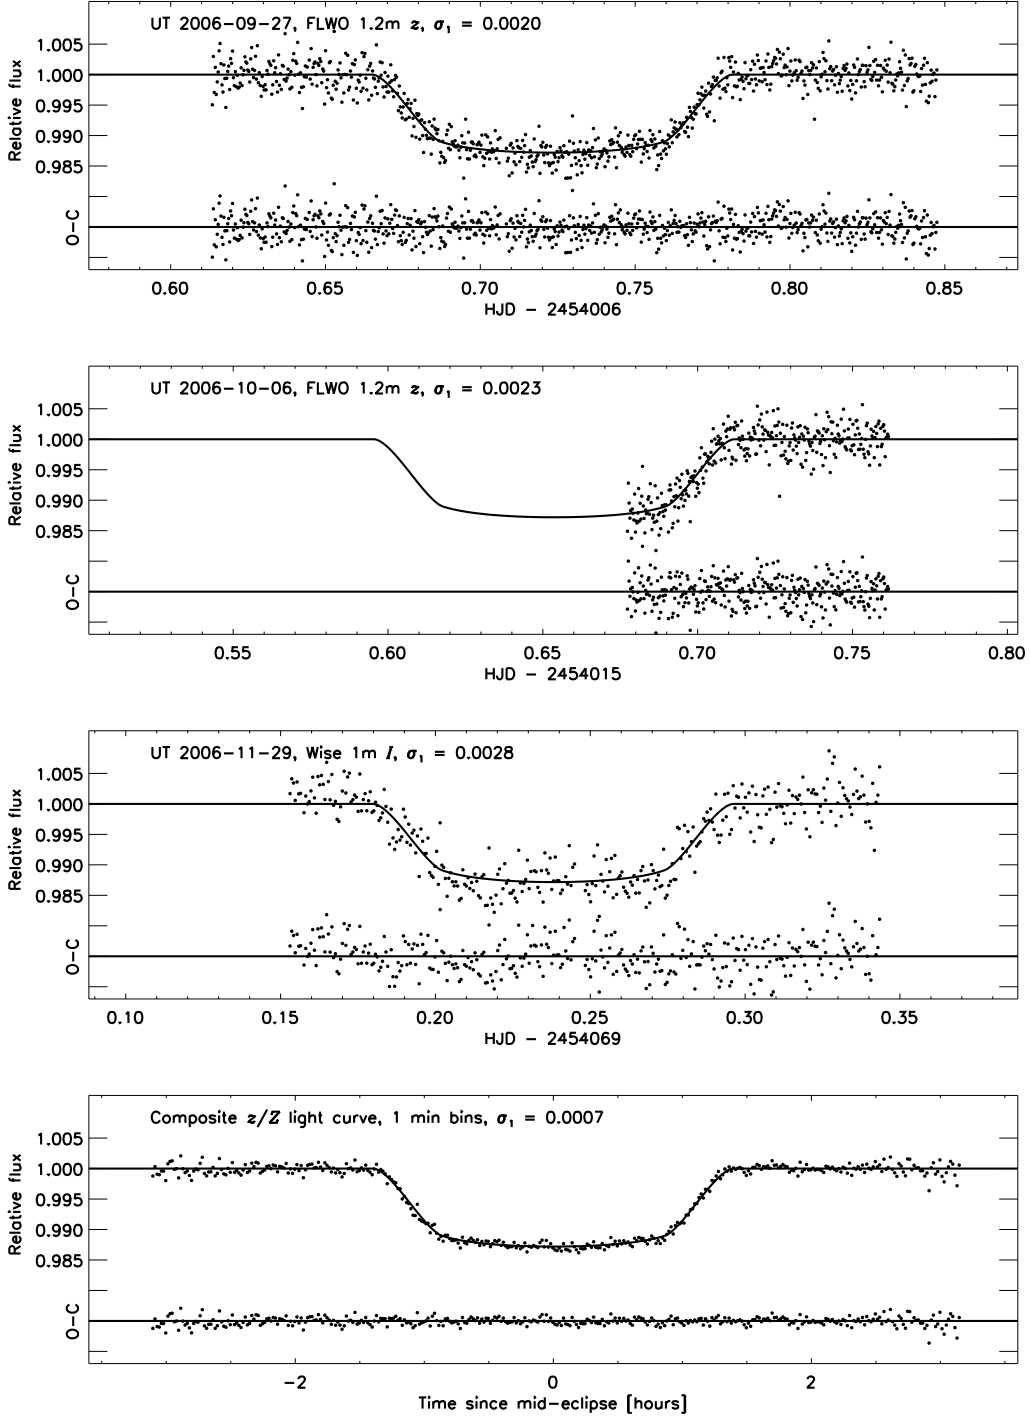 UT 2006-09-27, FLWO 1.2m z, σ₁ = 0.0020
1.005
1.000
0.995
0.990
0.985
Relative flux
O-C
0.60 0.65 0.70 0.75 0.80 0.85
HJD - 2454006
UT 2006-10-06, FLWO 1.2m z, σ₁ = 0.0023
1.005
1.000
0.995
0.990
0.985
Relative flux
O-C
0.55 0.60 0.65 0.70 0.75 0.80
HJD - 2454015
UT 2006-11-29, Wise 1m I, σ₁ = 0.0028
1.005
1.000
0.995
0.990
0.985
Relative flux
O-C
0.10 0.15 0.20 0.25 0.30 0.35
HJD - 2454069
Composite z/Z light curve, 1 min bins, σ₁ = 0.0007
1.005
1.000
0.995
0.990
0.985
Relative flux
O-C
-2 0 2
Time since mid-eclipse [hours]